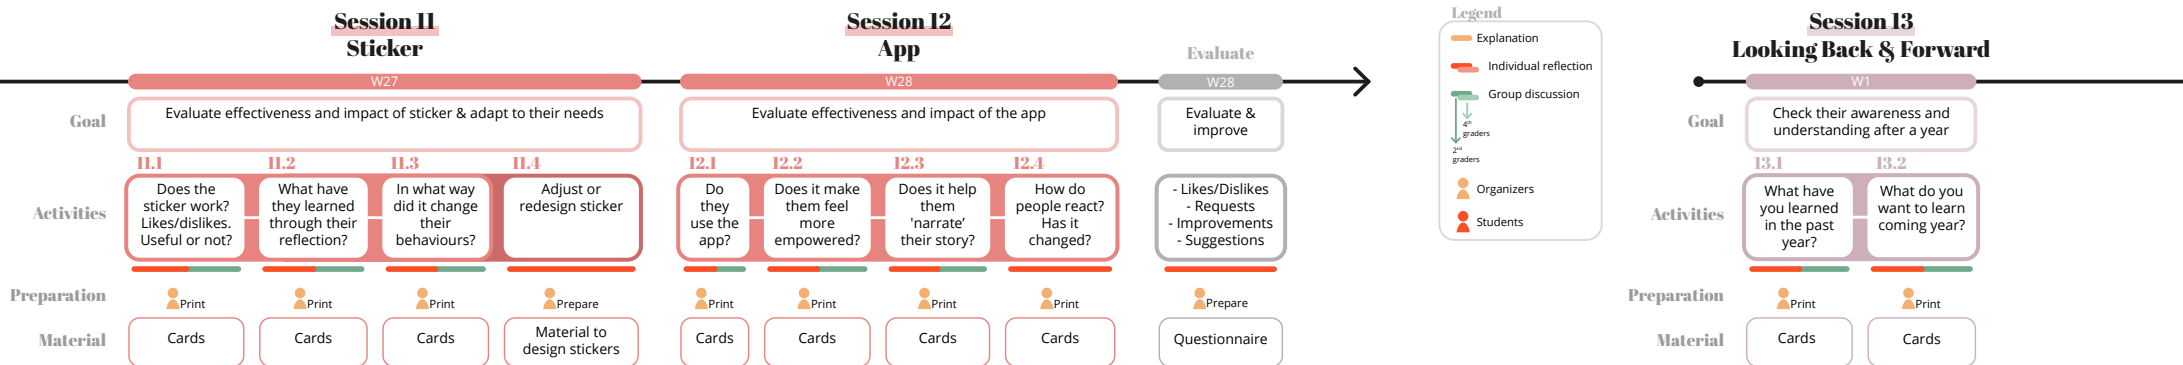 Session 11
Sticker
W27
Goal
Evaluate effectiveness and impact of sticker & adapt to their needs
11.1
11.2
11.3
11.4
Activities
Does the
sticker work?
Likes/dislikes.
Useful or not?
What have
they learned
through their
reflection?
In what way
did it change
their
behaviours?
Adjust or
redesign sticker
Preparation
Print
Print
Print
Prepare
Material
Cards
Cards
Cards
Material to
design stickers
Session 12
App
W28
Evaluate effectiveness and impact of the app
12.1
12.2
12.3
12.4
Do
they
use the
app?
Does it make
them feel
more
empowered?
Does it help
them
'narrate’
their story?
How do
people react?
Has it
changed?
Print
Print
Print
Print
Cards
Cards
Cards
Cards
Evaluate
W28
Evaluate &
improve
- Likes/Dislikes
- Requests
- Improvements
- Suggestions
Prepare
Questionnaire
Legend
Explanation
Individual reflection
Group discussion
4th
graders
2nd
graders
Organizers
Students
Session 13
Looking Back & Forward
W1
Goal
Check their awareness and
understanding after a year
13.1
13.2
Activities
What have
you learned
in the past
year?
What do you
want to learn
coming year?
Preparation
Print
Print
Material
Cards
Cards